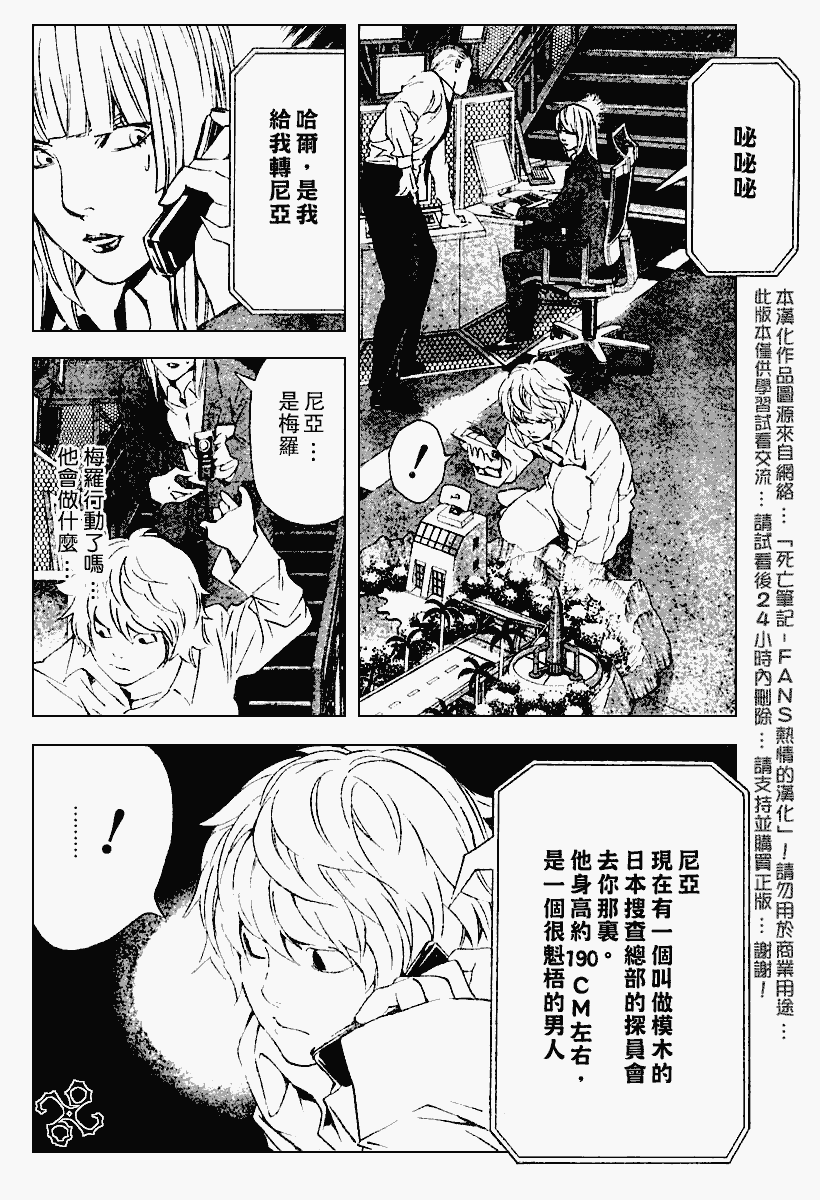 咇咇咇
！
哈爾，是我
給我轉尼亞
尼亞…
是梅羅
梅羅行動了嗎…
他會做什麼…
尼亞
現在有一個叫做模木的
日本搜查總部的探員會
去你那裏。
他身高約190CM左右，
是一個很魁梧的男人
！
……
本漢化作品圖源來自網絡…「死亡筆記-FANS熱情的漢化」！請勿用於商業用途…
此版本僅供學習試看交流…請試看後24小時內刪除…請支持並購買正版…謝謝！